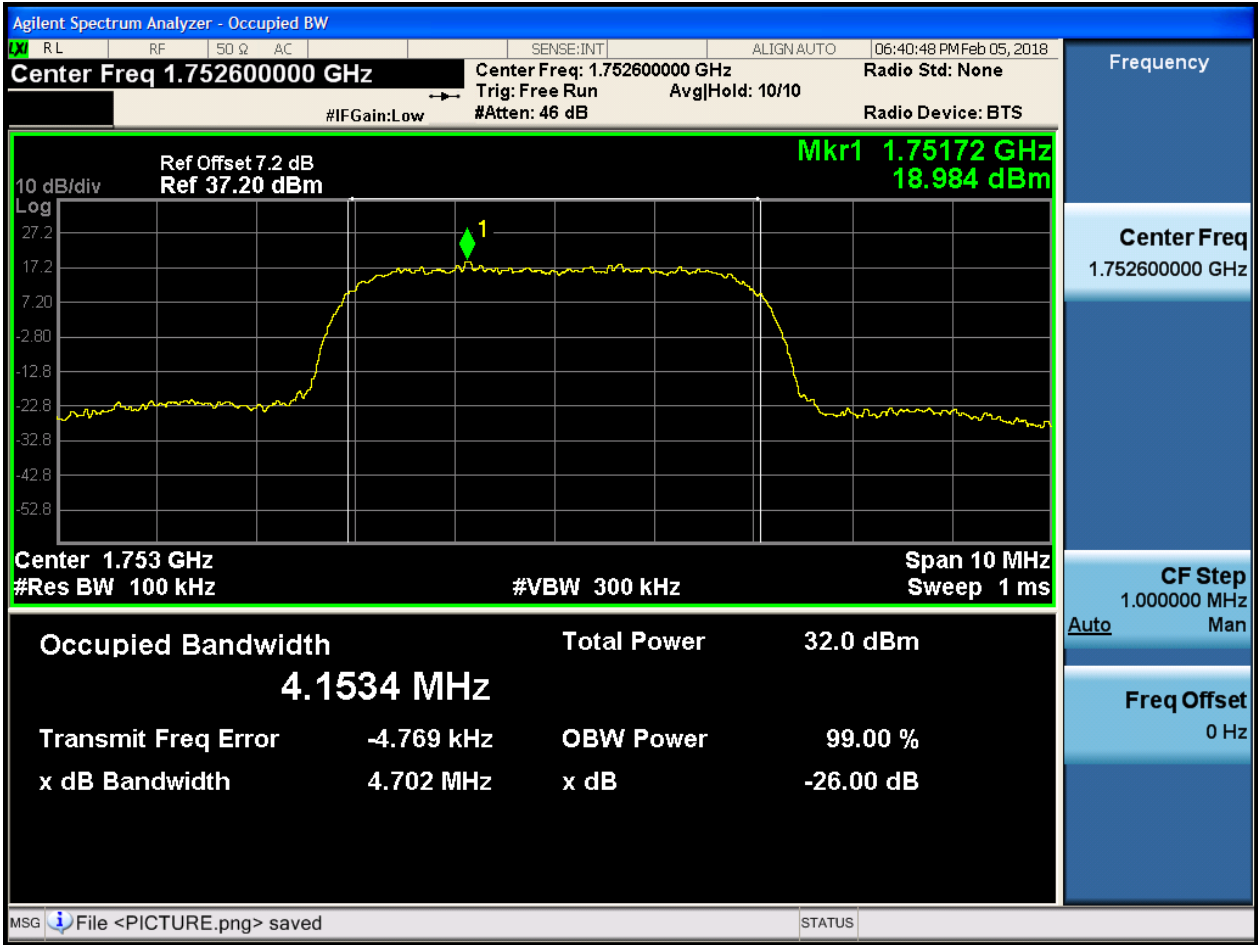 Agilent Spectrum Analyzer - Occupied BW
LXI RL RF 50 Ω AC SENSE:INT ALIGN AUTO 06:40:48 PM Feb 05, 2018
Center Freq 1.752600000 GHz
Center Freq: 1.752600000 GHz
Radio Std: None
Trig: Free Run Avg|Hold: 10/10
#IFGain:Low
#Atten: 46 dB
Radio Device: BTS
Frequency
Mkr1 1.75172 GHz
18.984 dBm
Ref Offset 7.2 dB
10 dB/div Ref 37.20 dBm
Log
27.2
17.2
7.20
-2.80
-12.8
-22.8
-32.8
-42.8
-52.8
1
Center 1.753 GHz Span 10 MHz
#Res BW 100 kHz #VBW 300 kHz Sweep 1 ms
Center Freq
1.752600000 GHz
CF Step
1.000000 MHz
Auto Man
Freq Offset
0 Hz
Occupied Bandwidth Total Power 32.0 dBm
4.1534 MHz
Transmit Freq Error -4.769 kHz OBW Power 99.00 %
x dB Bandwidth 4.702 MHz x dB -26.00 dB
MSG File <PICTURE.png> saved STATUS